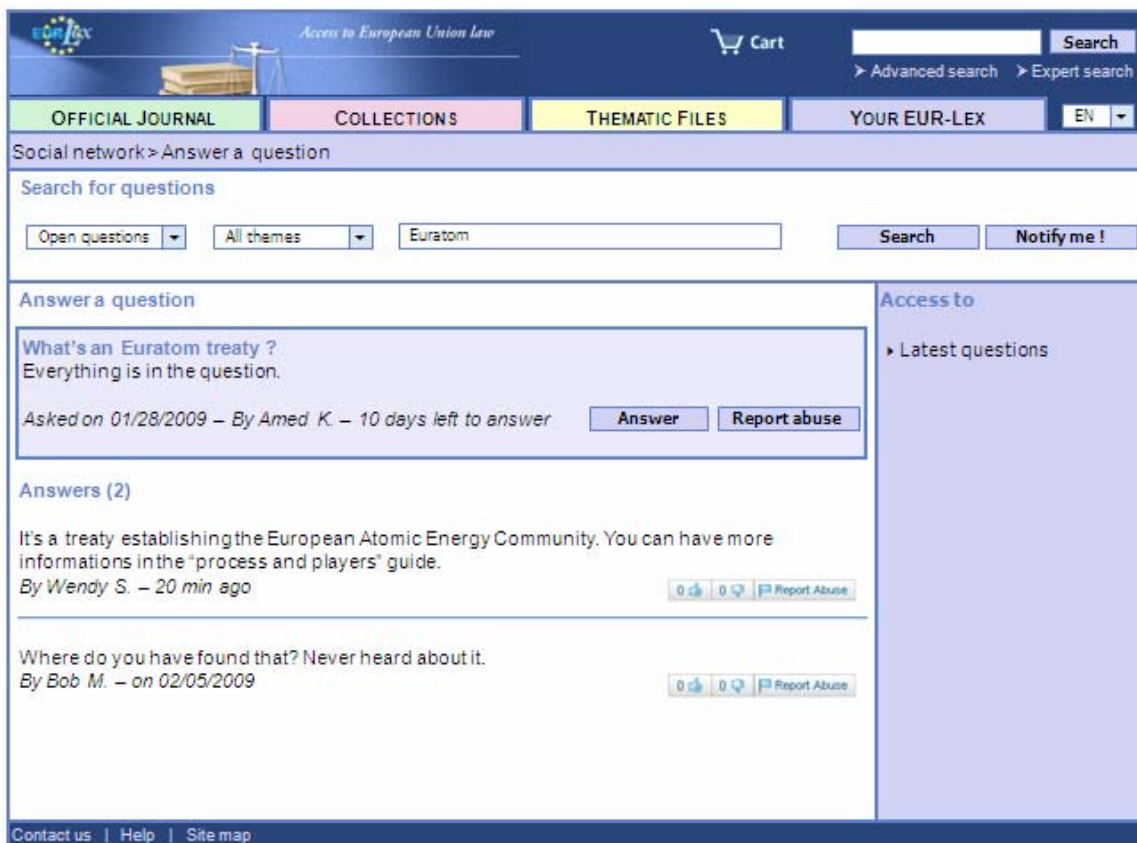 EUR lex
Access to European Union law
Cart
Search
➤ Advanced search ➤ Expert search
OFFICIAL JOURNAL COLLECTIONS THEMATIC FILES YOUR EUR-LEX EN
Social network > Answer a question
Search for questions
Open questions All themes Euratom Search Notify me !
Answer a question
What's an Euratom treaty ?
Everything is in the question.
Asked on 01/28/2009 – By Amed K. – 10 days left to answer Answer Report abuse
Answers (2)
It's a treaty establishing the European Atomic Energy Community. You can have more
informations in the "process and players" guide.
By Wendy S. – 20 min ago
0 0 Report Abuse
Where do you have found that? Never heard about it.
By Bob M. – on 02/05/2009
0 0 Report Abuse
Access to
Latest questions
Contact us | Help | Site map